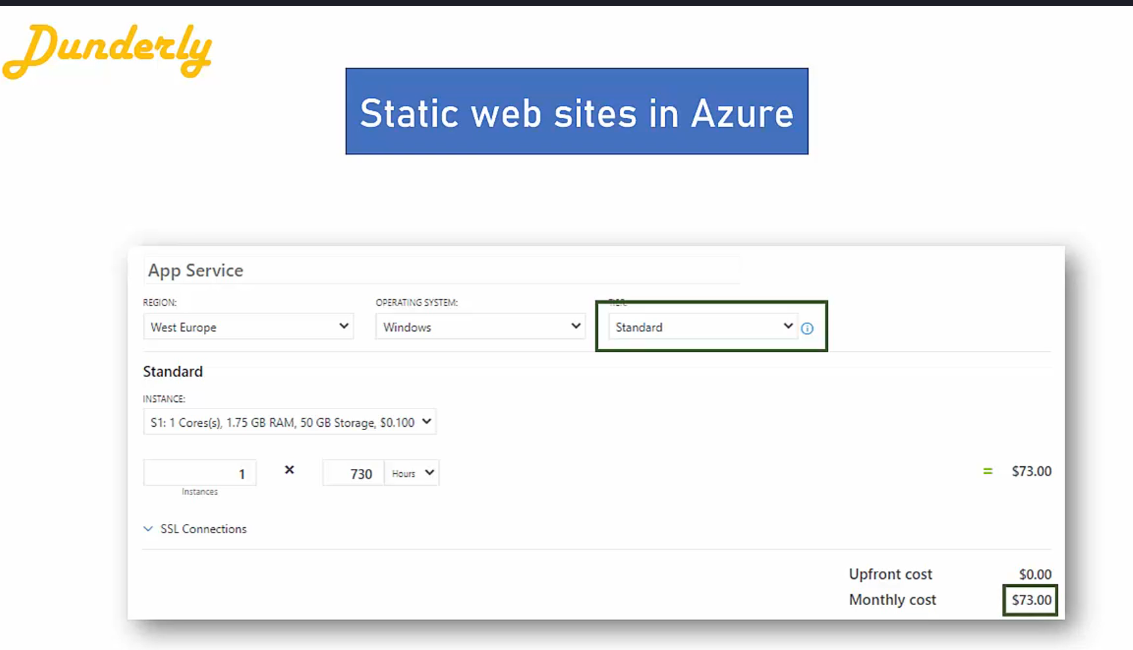 Dunderly
Static web sites in Azure
App Service
REGION:
OPERATING SYSTEM:
TIER:
West Europe
Windows
Standard
Standard
INSTANCE:
S1: 1 Cores(s), 1.75 GB RAM, 50 GB Storage, $0.100
1
×
730
Hours
=
$73.00
Instances
SSL Connections
Upfront cost
$0.00
Monthly cost
$73.00